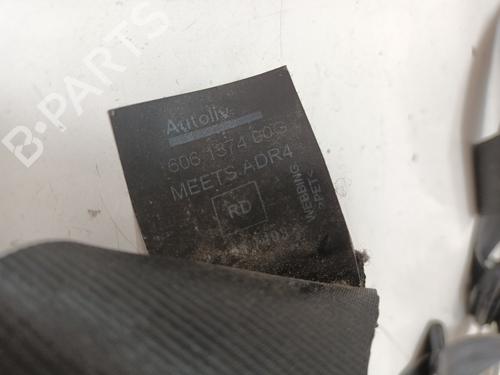 Autoliv
606 1374 00G
MEETS ADR4
RD
WEBBING
>PET<
B-PARTS